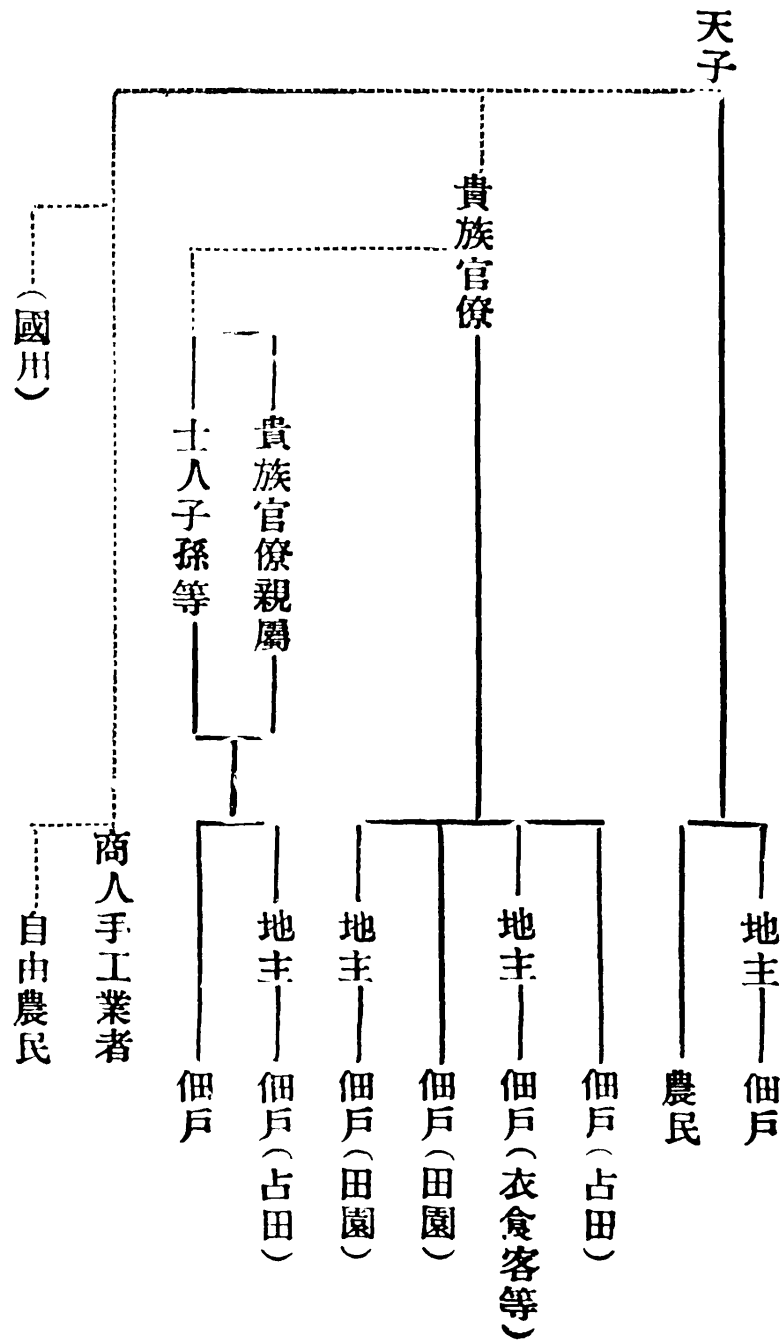 天子
地主
佃戶
農民
貴族官僚
佃戶(占田)
地主
佃戶(衣食客等)
佃戶(田園)
地主
佃戶(田園)
貴族官僚親屬
士人子孫等
地主
佃戶(占田)
佃戶
商人手工業者
自由農民
(國川)